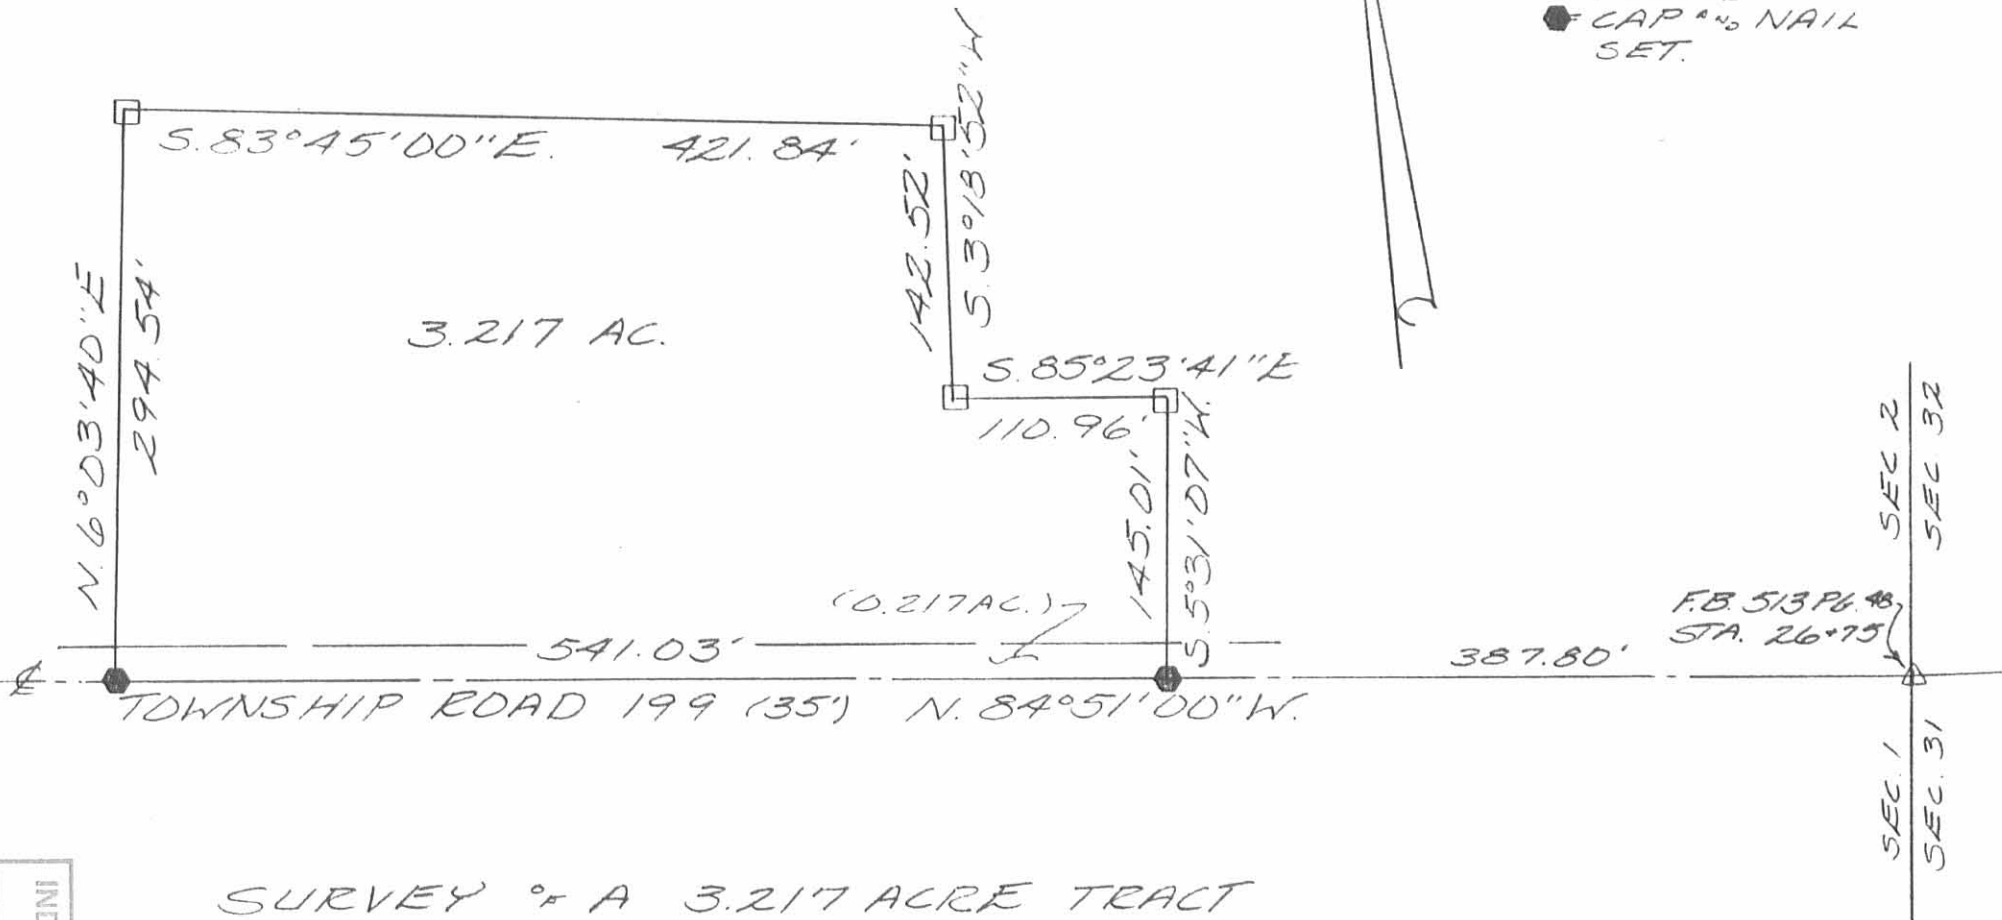 = CAP AND NAIL
SET.
S. 83°45'00"E. 421.84'
142.52'
S. 3°18'52"W
N. 6°03'40"E
294.54'
3.217 AC.
S. 85°23'41"E
110.96'
145.01'
S. 5°31'07"W.
(0.217 AC.)
541.03'
387.80'
F.B. 513 PG. 48
STA. 26+75
SEC 2
SEC 32
℄
TOWNSHIP ROAD 199 (35') N. 84°51'00"W.
SEC. 1
SEC. 31
SURVEY OF A 3.217 ACRE TRACT